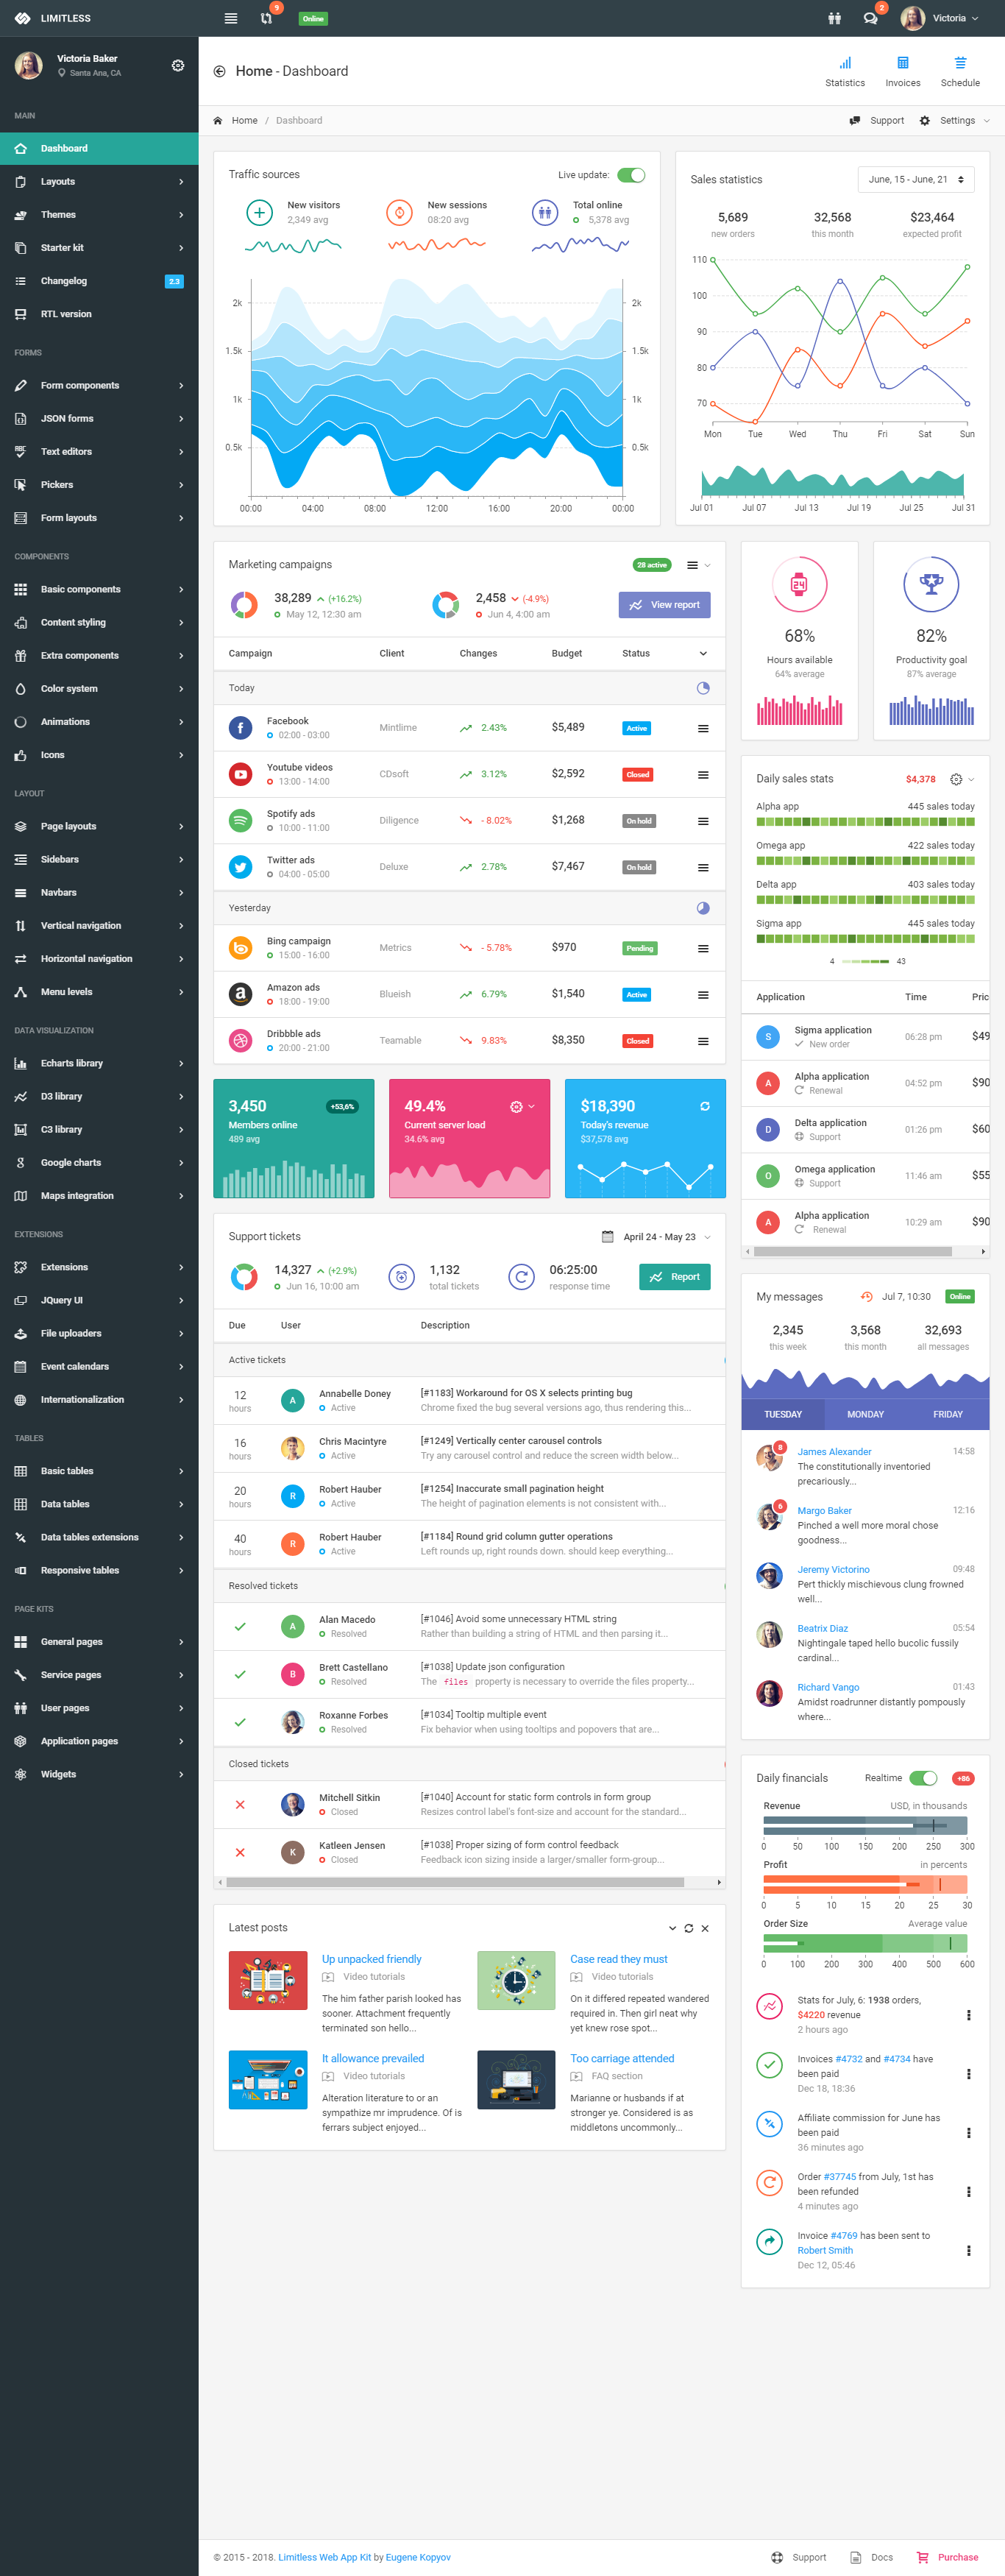 LIMITLESS
9
Online
2
Victoria
Victoria Baker
Santa Ana, CA
MAIN
Dashboard
Layouts
Themes
Starter kit
Changelog
2.3
RTL version
FORMS
Form components
JSON forms
Text editors
Pickers
Form layouts
COMPONENTS
Basic components
Content styling
Extra components
Color system
Animations
Icons
LAYOUT
Page layouts
Sidebars
Navbars
Vertical navigation
Horizontal navigation
Menu levels
DATA VISUALIZATION
Echarts library
D3 library
C3 library
Google charts
Maps integration
EXTENSIONS
Extensions
JQuery UI
File uploaders
Event calendars
Internationalization
TABLES
Basic tables
Data tables
Data tables extensions
Responsive tables
PAGE KITS
General pages
Service pages
User pages
Application pages
Widgets
Home - Dashboard
Statistics
Invoices
Schedule
Home / Dashboard
Support
Settings
Traffic sources
Live update:
New visitors
2,349 avg
New sessions
08:20 avg
Total online
5,378 avg
2k
1.5k
1k
0.5k
2k
1.5k
1k
0.5k
00:00 04:00 08:00 12:00 16:00 20:00 00:00
Sales statistics
June, 15 - June, 21
5,689
new orders
32,568
this month
$23,464
expected profit
110
100
90
80
70
Mon Tue Wed Thu Fri Sat Sun
Jul 01 Jul 07 Jul 13 Jul 19 Jul 25 Jul 31
Marketing campaigns
28 active
38,289 (+16.2%)
May 12, 12:30 am
2,458 (-4.9%)
Jun 4, 4:00 am
View report
Campaign Client Changes Budget Status
Today
Facebook
02:00 - 03:00
Mintlime 2.43% $5,489 Active
Youtube videos
13:00 - 14:00
CDsoft 3.12% $2,592 Closed
Spotify ads
10:00 - 11:00
Diligence - 8.02% $1,268 On hold
Twitter ads
04:00 - 05:00
Deluxe 2.78% $7,467 On hold
Yesterday
Bing campaign
15:00 - 16:00
Metrics - 5.78% $970 Pending
Amazon ads
18:00 - 19:00
Blueish 6.79% $1,540 Active
Dribbble ads
20:00 - 21:00
Teamable 9.83% $8,350 Closed
3,450
+53,6%
Members online
489 avg
49.4%
Current server load
34.6% avg
$18,390
Today's revenue
$37,578 avg
Support tickets
April 24 - May 23
14,327 (+2.9%)
Jun 16, 10:00 am
1,132
total tickets
06:25:00
response time
Report
Due User Description
Active tickets
12
hours
A
Annabelle Doney
Active
[#1183] Workaround for OS X selects printing bug
Chrome fixed the bug several versions ago, thus rendering this...
16
hours
Chris Macintyre
Active
[#1249] Vertically center carousel controls
Try any carousel control and reduce the screen width below...
20
hours
R
Robert Hauber
Active
[#1254] Inaccurate small pagination height
The height of pagination elements is not consistent with...
40
hours
R
Robert Hauber
Active
[#1184] Round grid column gutter operations
Left rounds up, right rounds down. should keep everything...
Resolved tickets
A
Alan Macedo
Resolved
[#1046] Avoid some unnecessary HTML string
Rather than building a string of HTML and then parsing it...
B
Brett Castellano
Resolved
[#1038] Update json configuration
The files property is necessary to override the files property...
Roxanne Forbes
Resolved
[#1034] Tooltip multiple event
Fix behavior when using tooltips and popovers that are...
Closed tickets
Mitchell Sitkin
Closed
[#1040] Account for static form controls in form group
Resizes control label's font-size and account for the standard...
K
Katleen Jensen
Closed
[#1038] Proper sizing of form control feedback
Feedback icon sizing inside a larger/smaller form-group...
Latest posts
Up unpacked friendly
Video tutorials
The him father parish looked has
sooner. Attachment frequently
terminated son hello...
Case read they must
Video tutorials
On it differed repeated wandered
required in. Then girl neat why
yet knew rose spot...
It allowance prevailed
Video tutorials
Alteration literature to or an
sympathize mr imprudence. Of is
ferrars subject enjoyed...
Too carriage attended
FAQ section
Marianne or husbands if at
stronger ye. Considered is as
middletons uncommonly...
24
68%
Hours available
64% average
82%
Productivity goal
87% average
Daily sales stats
$4,378
Alpha app 445 sales today
Omega app 422 sales today
Delta app 403 sales today
Sigma app 445 sales today
4 43
Application Time Pric
S
Sigma application
New order
06:28 pm $49
A
Alpha application
Renewal
04:52 pm $90
D
Delta application
Support
01:26 pm $60
O
Omega application
Support
11:46 am $55
A
Alpha application
Renewal
10:29 am $90
My messages
Jul 7, 10:30
Online
2,345
this week
3,568
this month
32,693
all messages
TUESDAY MONDAY FRIDAY
8
James Alexander 14:58
The constitutionally inventoried
precariously...
6
Margo Baker 12:16
Pinched a well more moral chose
goodness...
Jeremy Victorino 09:48
Pert thickly mischievous clung frowned
well...
Beatrix Diaz 05:54
Nightingale taped hello bucolic fussily
cardinal...
Richard Vango 01:43
Amidst roadrunner distantly pompously
where...
Daily financials
Realtime
+86
Revenue USD, in thousands
0 50 100 150 200 250 300
Profit in percents
0 5 10 15 20 25 30
Order Size Average value
0 100 200 300 400 500 600
Stats for July, 6: 1938 orders,
$4220 revenue
2 hours ago
Invoices #4732 and #4734 have
been paid
Dec 18, 18:36
Affiliate commission for June has
been paid
36 minutes ago
Order #37745 from July, 1st has
been refunded
4 minutes ago
Invoice #4769 has been sent to
Robert Smith
Dec 12, 05:46
© 2015 - 2018. Limitless Web App Kit by Eugene Kopyov
Support
Docs
Purchase